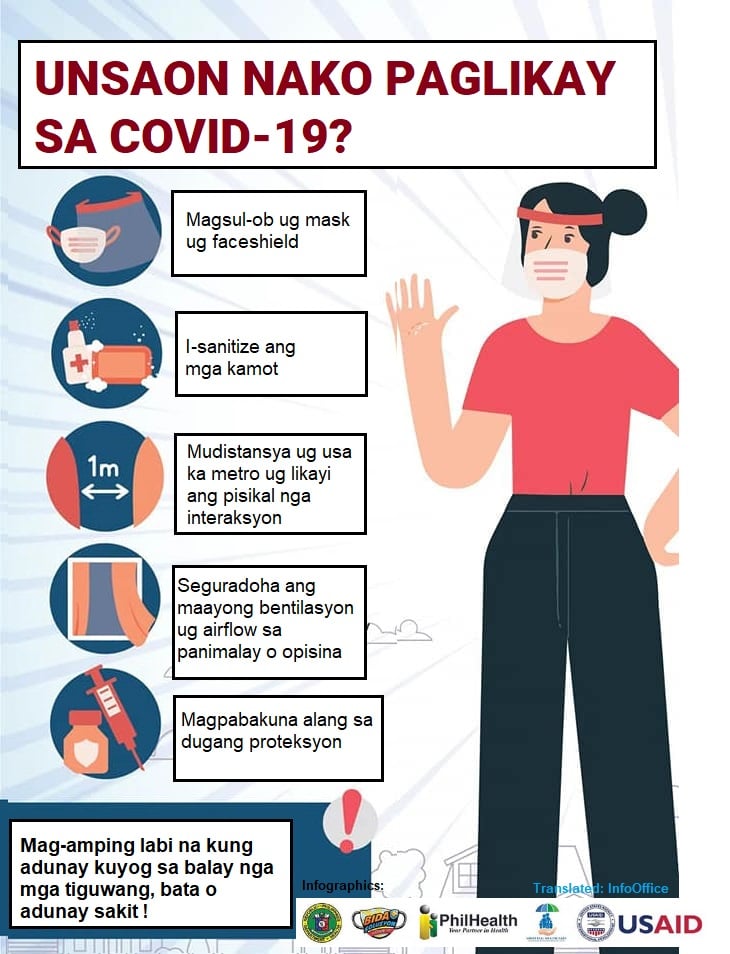 UNSAON NAKO PAGLIKAY
SA COVID-19?
Magsul-ob ug mask
ug faceshield
I-sanitize ang
mga kamot
1m
Mudistansya ug usa
ka metro ug likayi
ang pisikal nga
interaksyon
Seguradoha ang
maayong bentilasyon
ug airflow sa
panimalay o opisina
Magpabakuna alang sa
dugang proteksyon
Mag-amping labi na kung
adunay kuyog sa balay nga
mga tiguwang, bata o
adunay sakit !
Infographics:
Translated: InfoOffice
BIDA
SOLUSYON
PhilHealth
Your Partner in Health
USAID